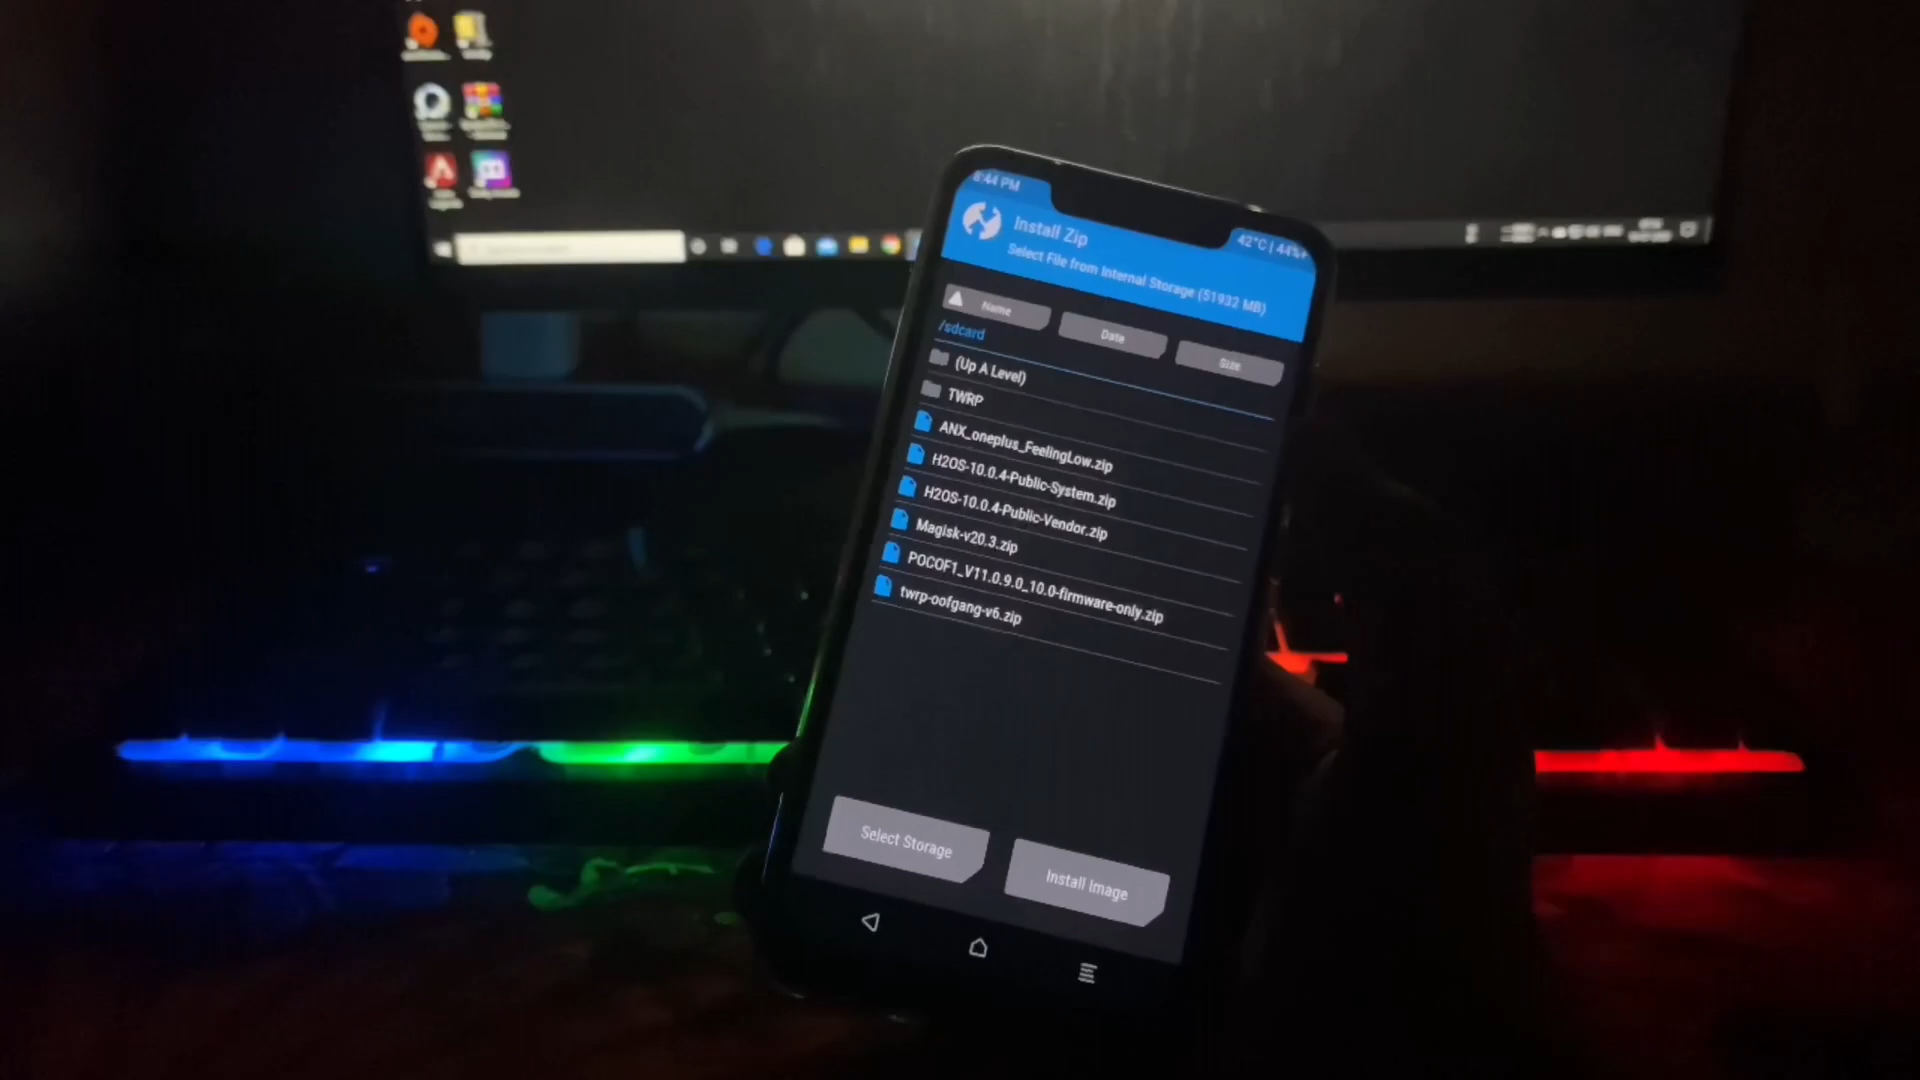 8:44 PM
42°C | 44%+
Install Zip
Select File from Internal Storage (51932 MB)
Name
Date
Size
/sdcard
(Up A Level)
TWRP
ANX_oneplus_FeelingLow.zip
H2OS-10.0.4-Public-System.zip
H2OS-10.0.4-Public-Vendor.zip
Magisk-v20.3.zip
POCOF1_V11.0.9.0_10.0-firmware-only.zip
twrp-oofgang-v6.zip
Select Storage
Install Image